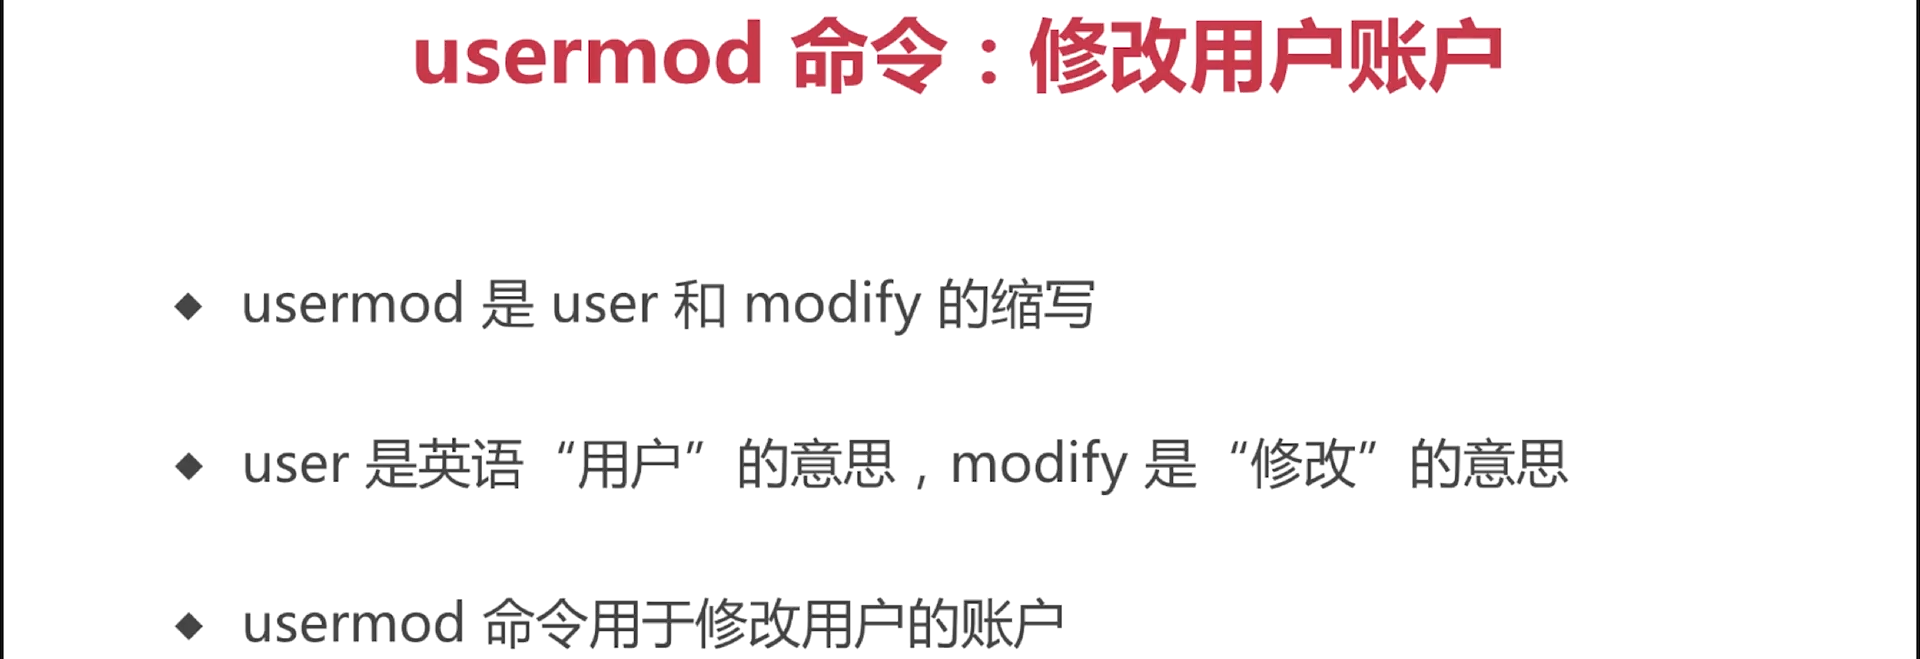 usermod 命令：修改用户账户
◆ usermod 是 user 和 modify 的缩写
◆ user 是英语“用户”的意思，modify 是“修改”的意思
◆ usermod 命令用于修改用户的账户